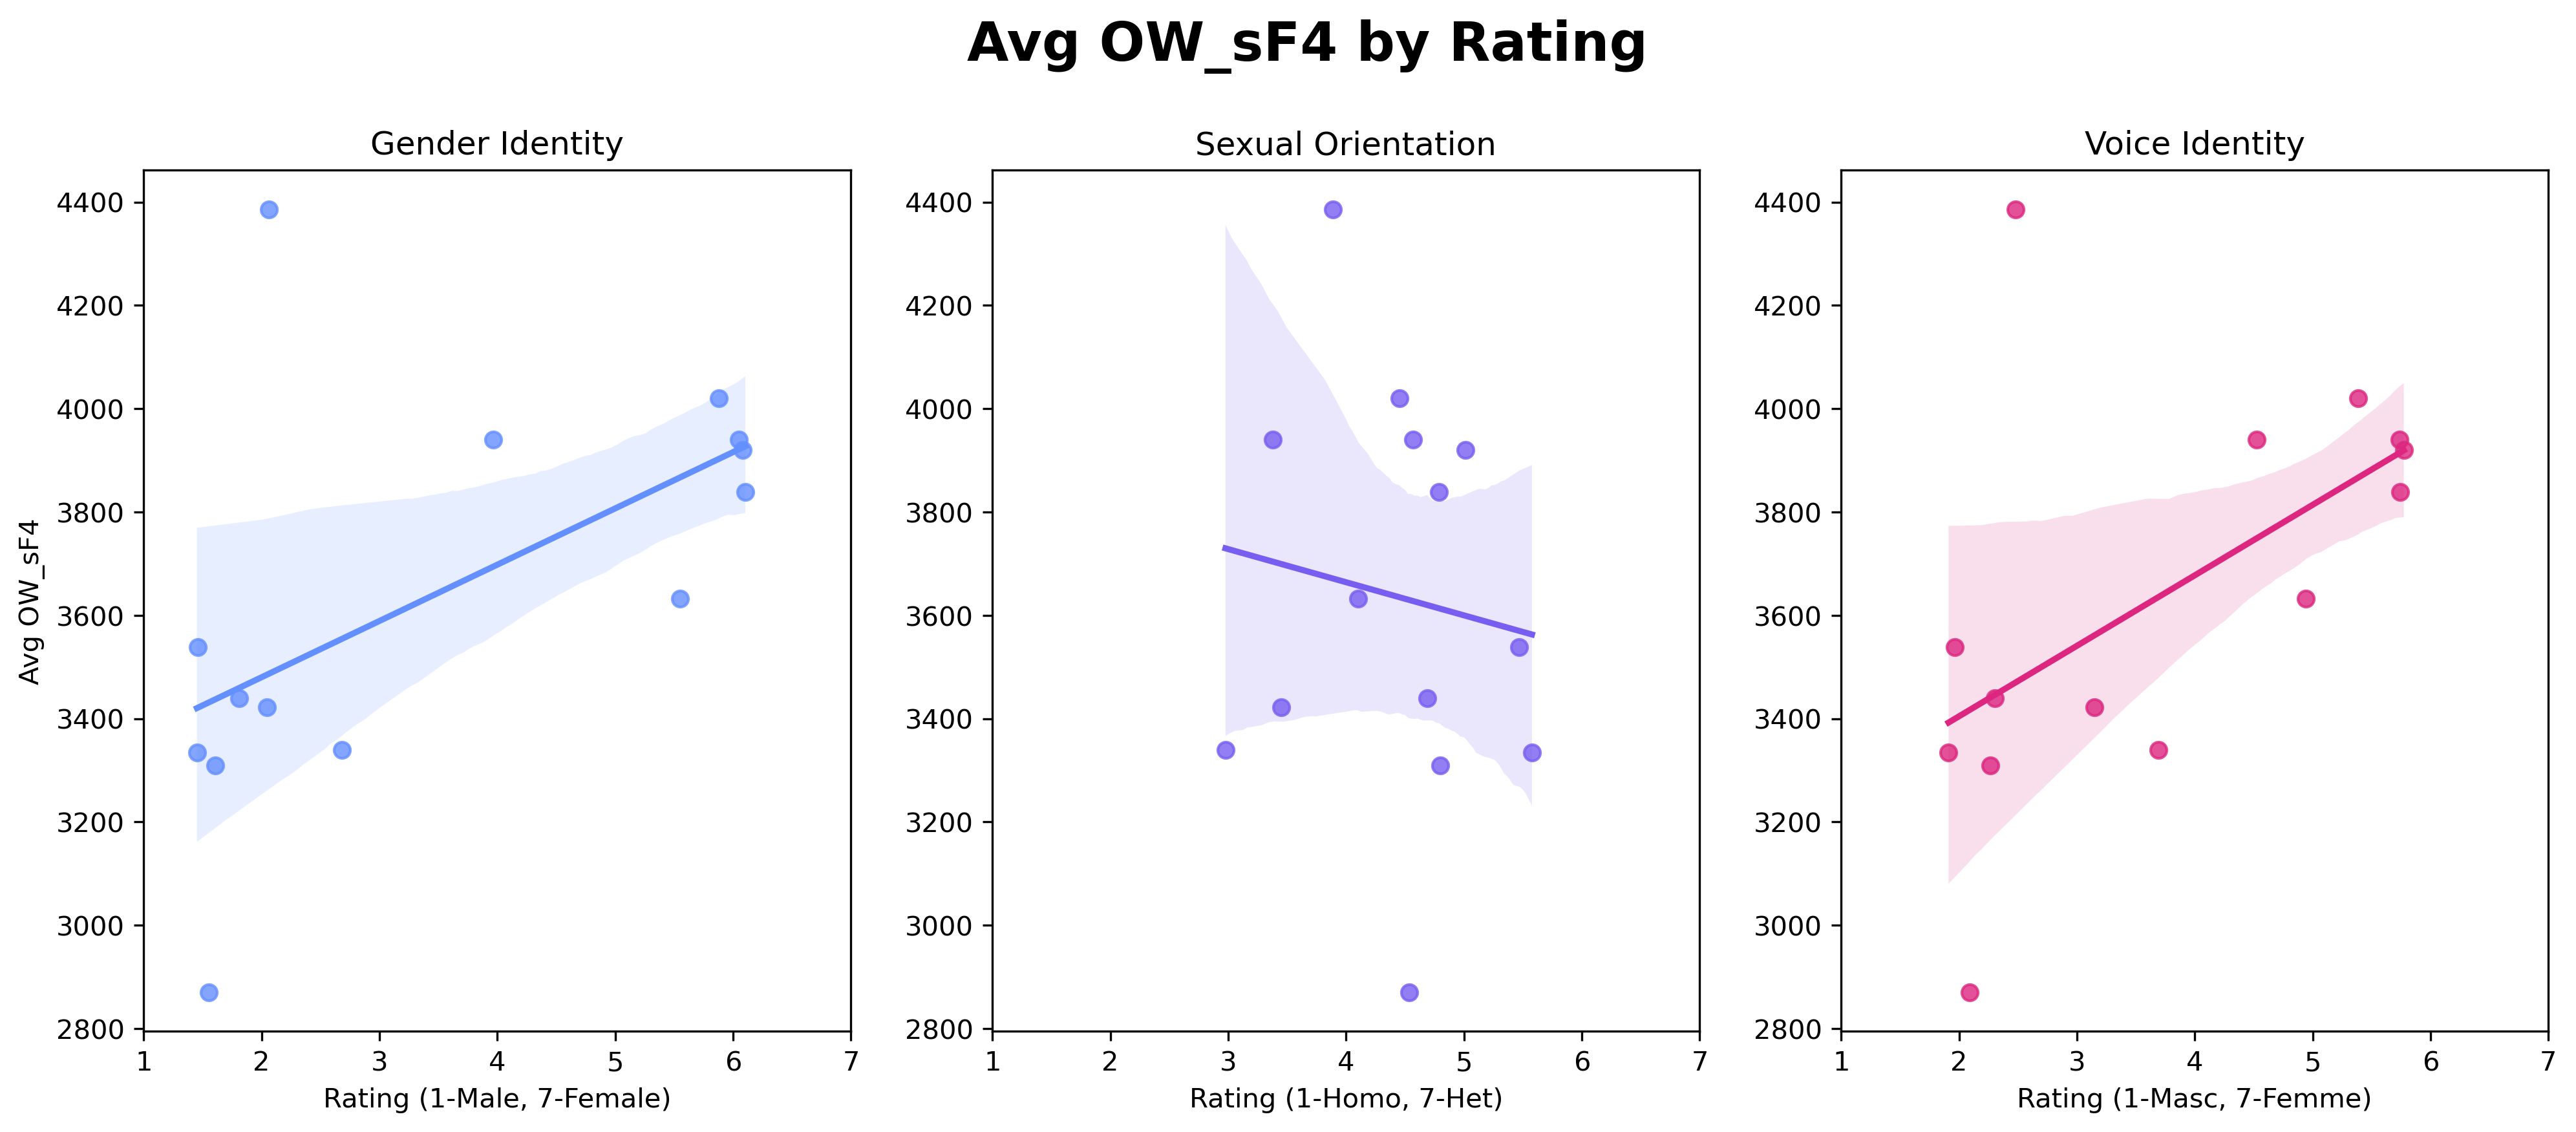 Avg OW_sF4 by Rating
Gender Identity
Avg OW_sF4
4400
4200
4000
3800
3600
3400
3200
3000
2800
1 2 3 4 5 6 7
Rating (1-Male, 7-Female)
Sexual Orientation
4400
4200
4000
3800
3600
3400
3200
3000
2800
1 2 3 4 5 6 7
Rating (1-Homo, 7-Het)
Voice Identity
4400
4200
4000
3800
3600
3400
3200
3000
2800
1 2 3 4 5 6 7
Rating (1-Masc, 7-Femme)